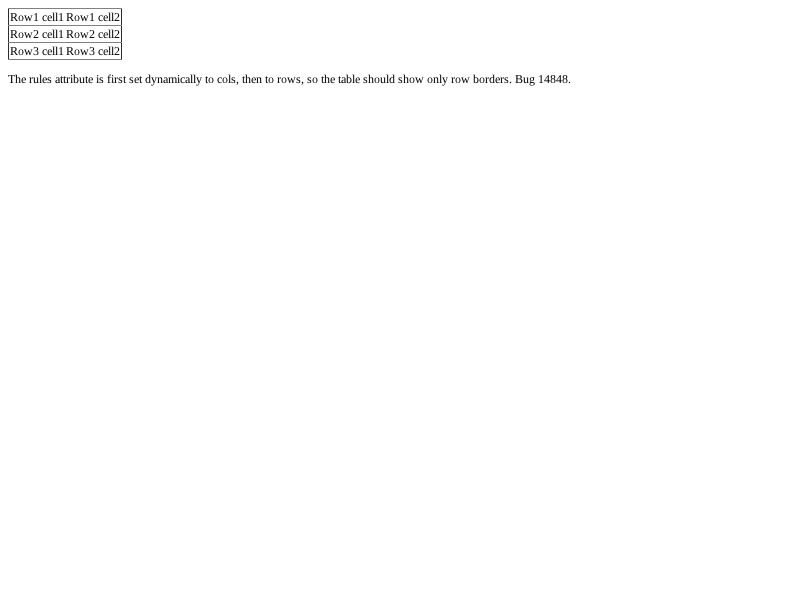 Row1 cell1 Row1 cell2
Row2 cell1 Row2 cell2
Row3 cell1 Row3 cell2
The rules attribute is first set dynamically to cols, then to rows, so the table should show only row borders. Bug 14848.